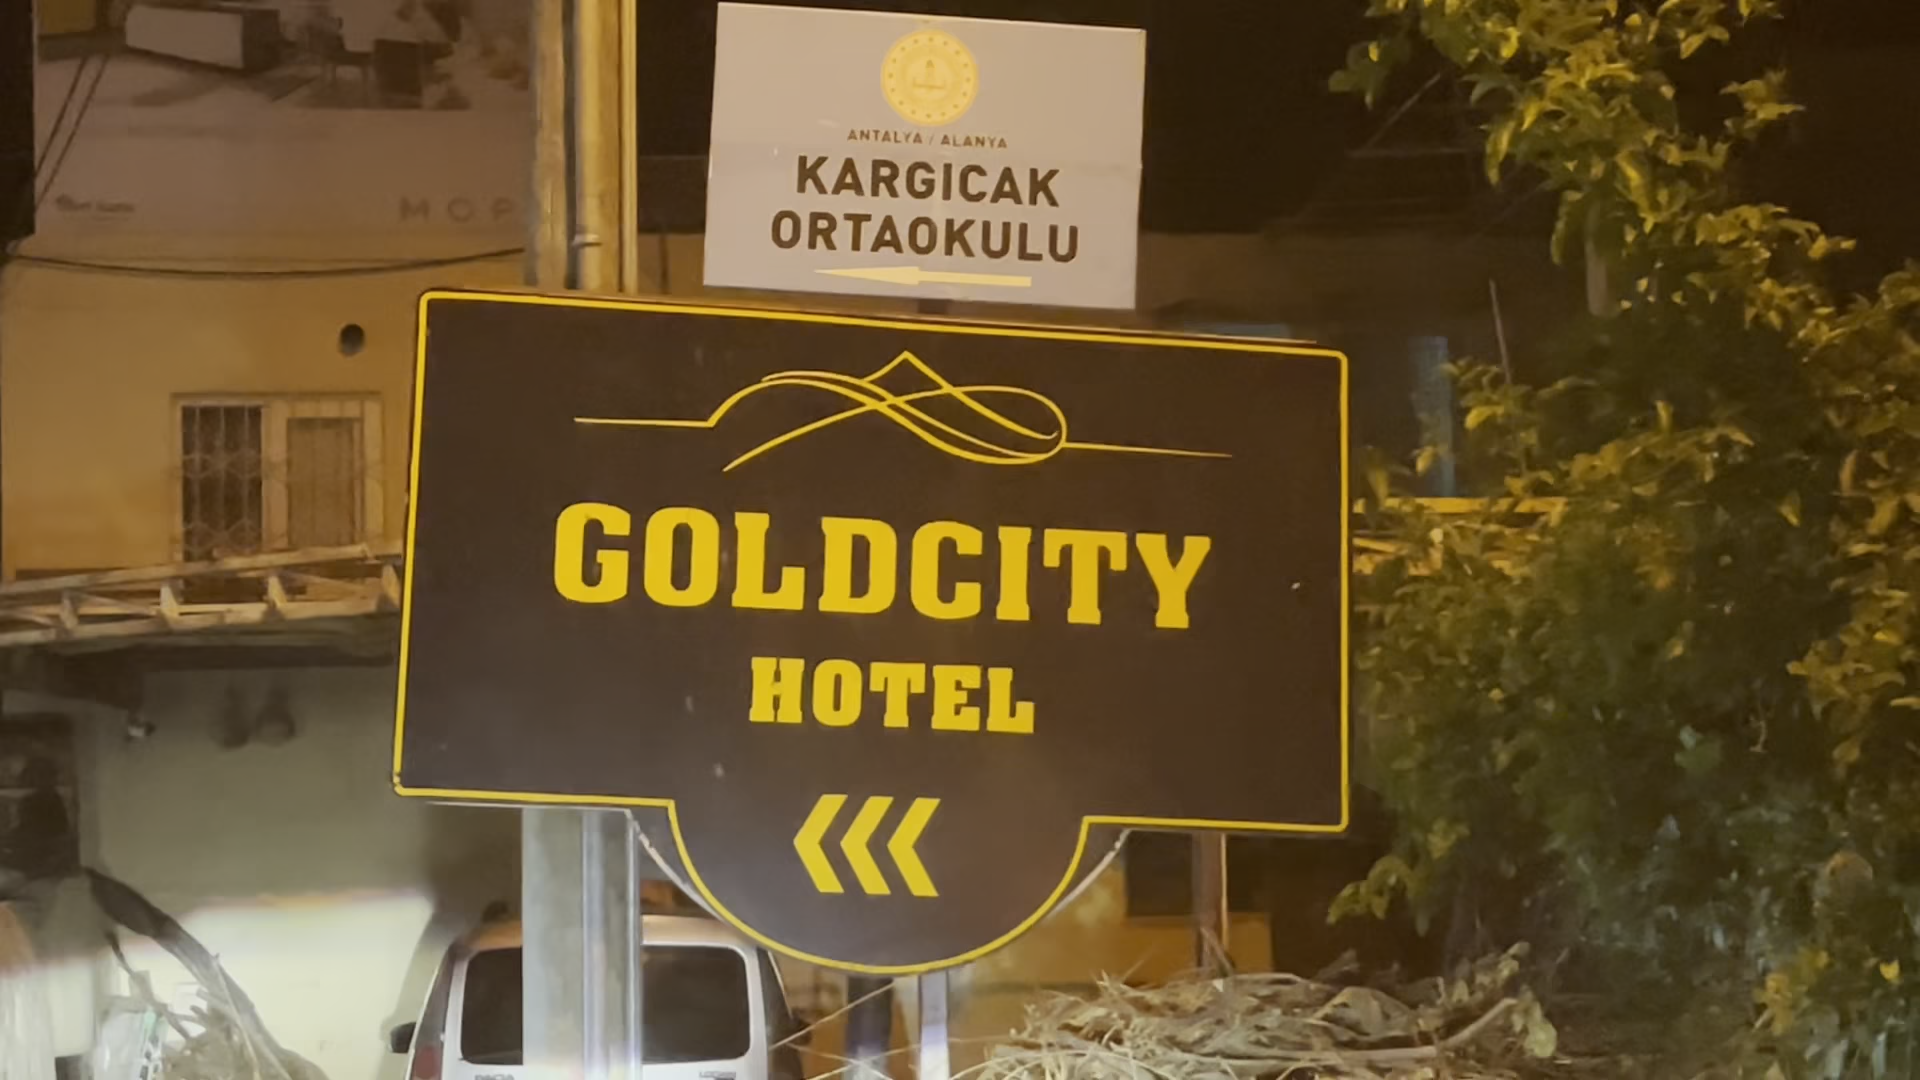 ANTALYA / ALANYA
KARGICAK
ORTAOKULU
GOLDCITY
HOTEL